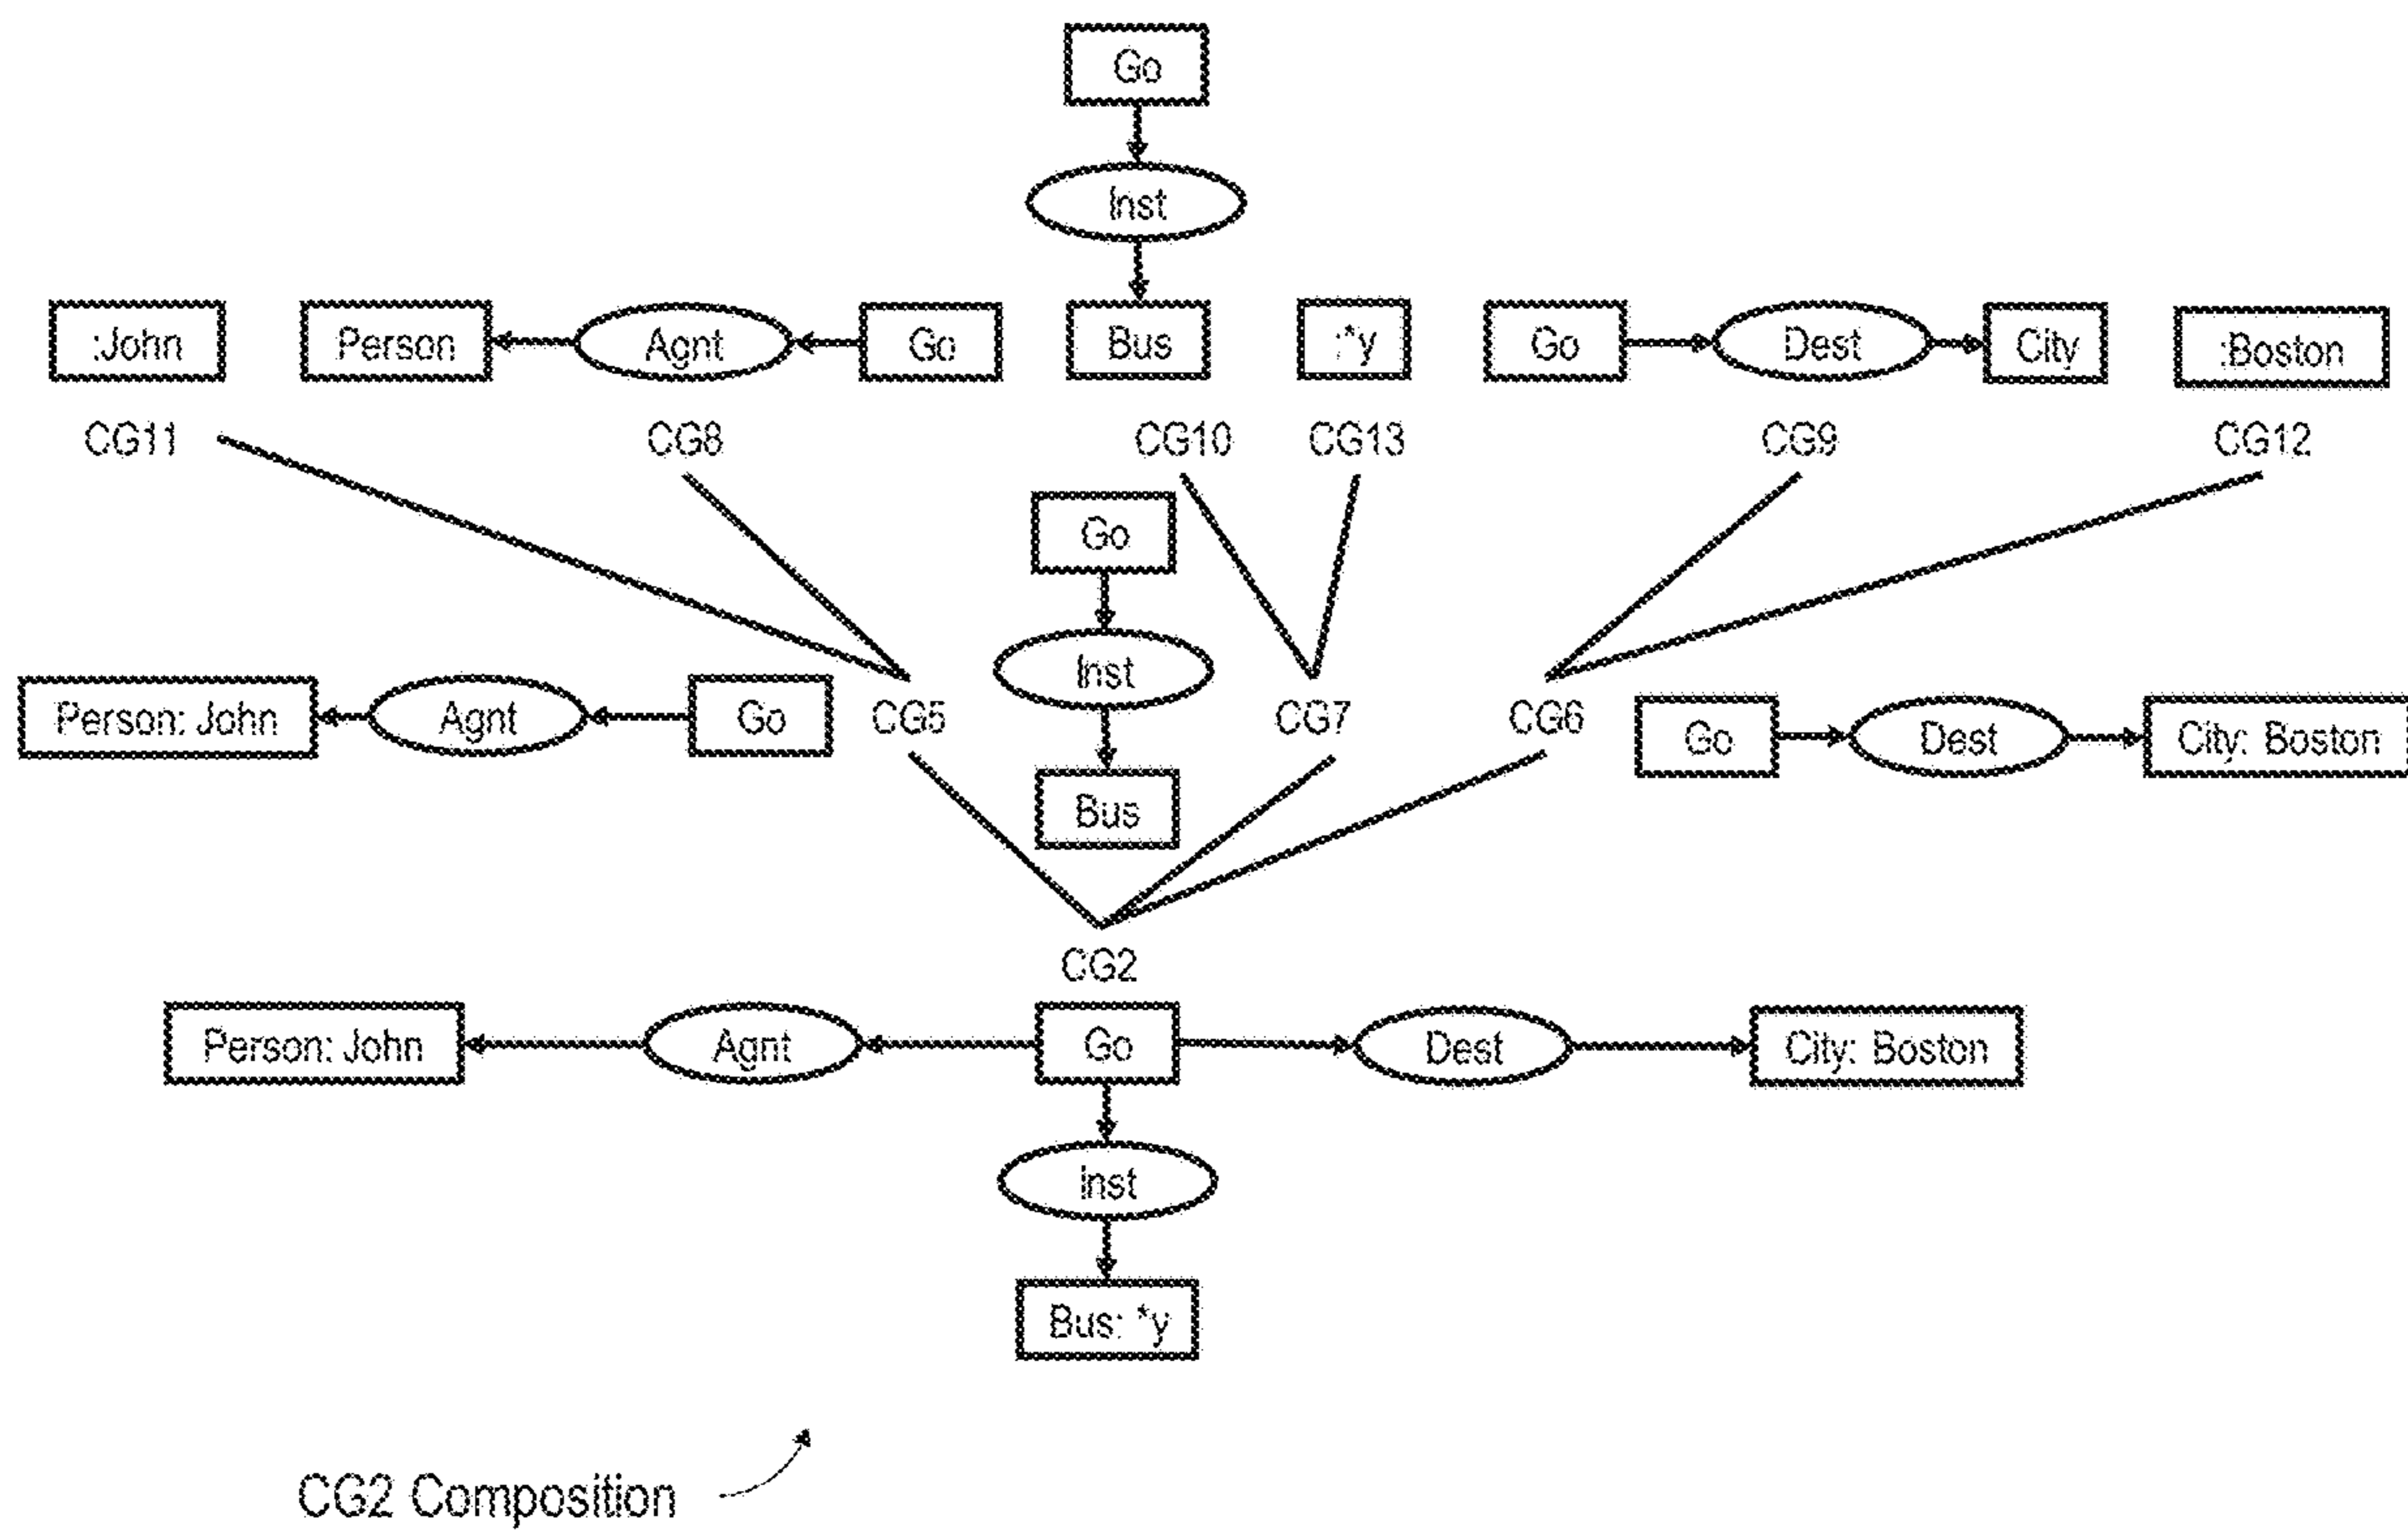 Go
Inst
:John Person Agnt Go Bus :*y Go Dest City :Boston
CG11 CG8 CG10 CG13 CG9 CG12
Go
Inst
Person: John Agnt Go CG5 CG7 CG6 Go Dest City: Boston
Bus
CG2
Person: John Agnt Go Dest City: Boston
Inst
Bus: *y
CG2 Composition